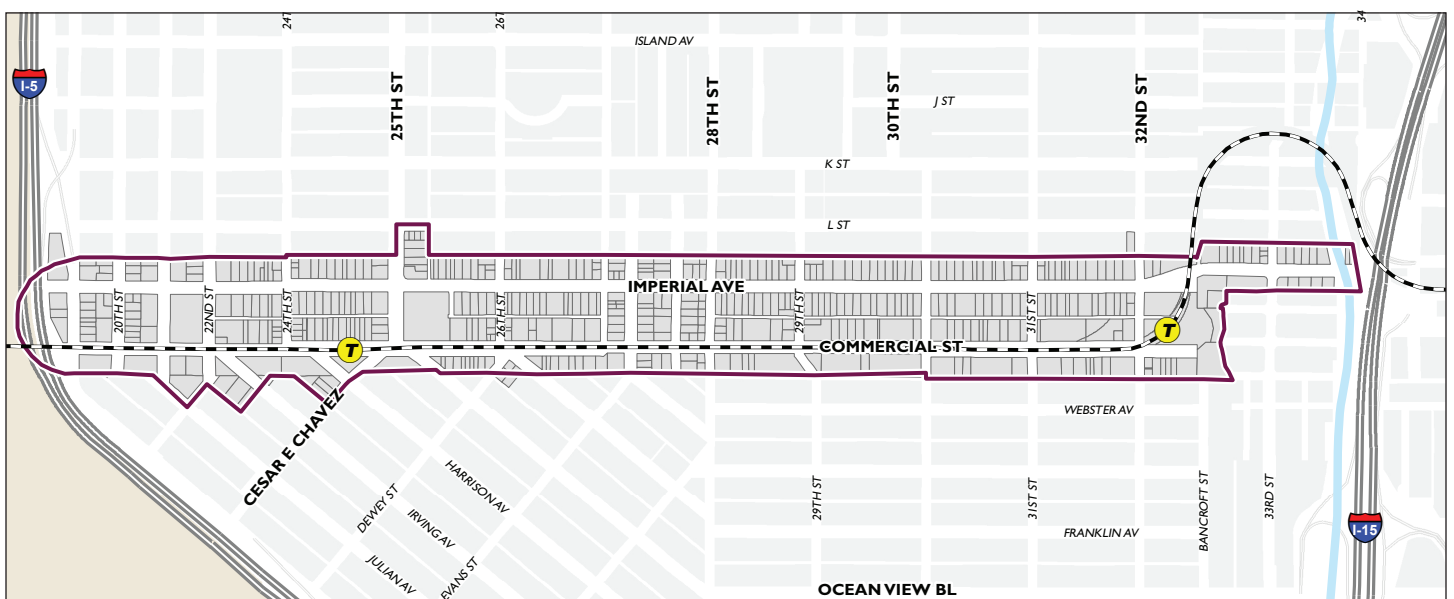 24T
26T
34
ISLAND AV
I-5
25TH ST
28TH ST
30TH ST
J ST
32ND ST
K ST
L ST
IMPERIAL AVE
20TH ST
22ND ST
24TH ST
26TH ST
29TH ST
31ST ST
T
T
COMMERCIAL ST
WEBSTER AV
CESAR E CHAVEZ
HARRISON AV
DEWEY ST
IRVING AV
29TH ST
31ST ST
BANCROFT ST
33RD ST
FRANKLIN AV
I-15
JULIAN AV
EVANS ST
OCEAN VIEW BL